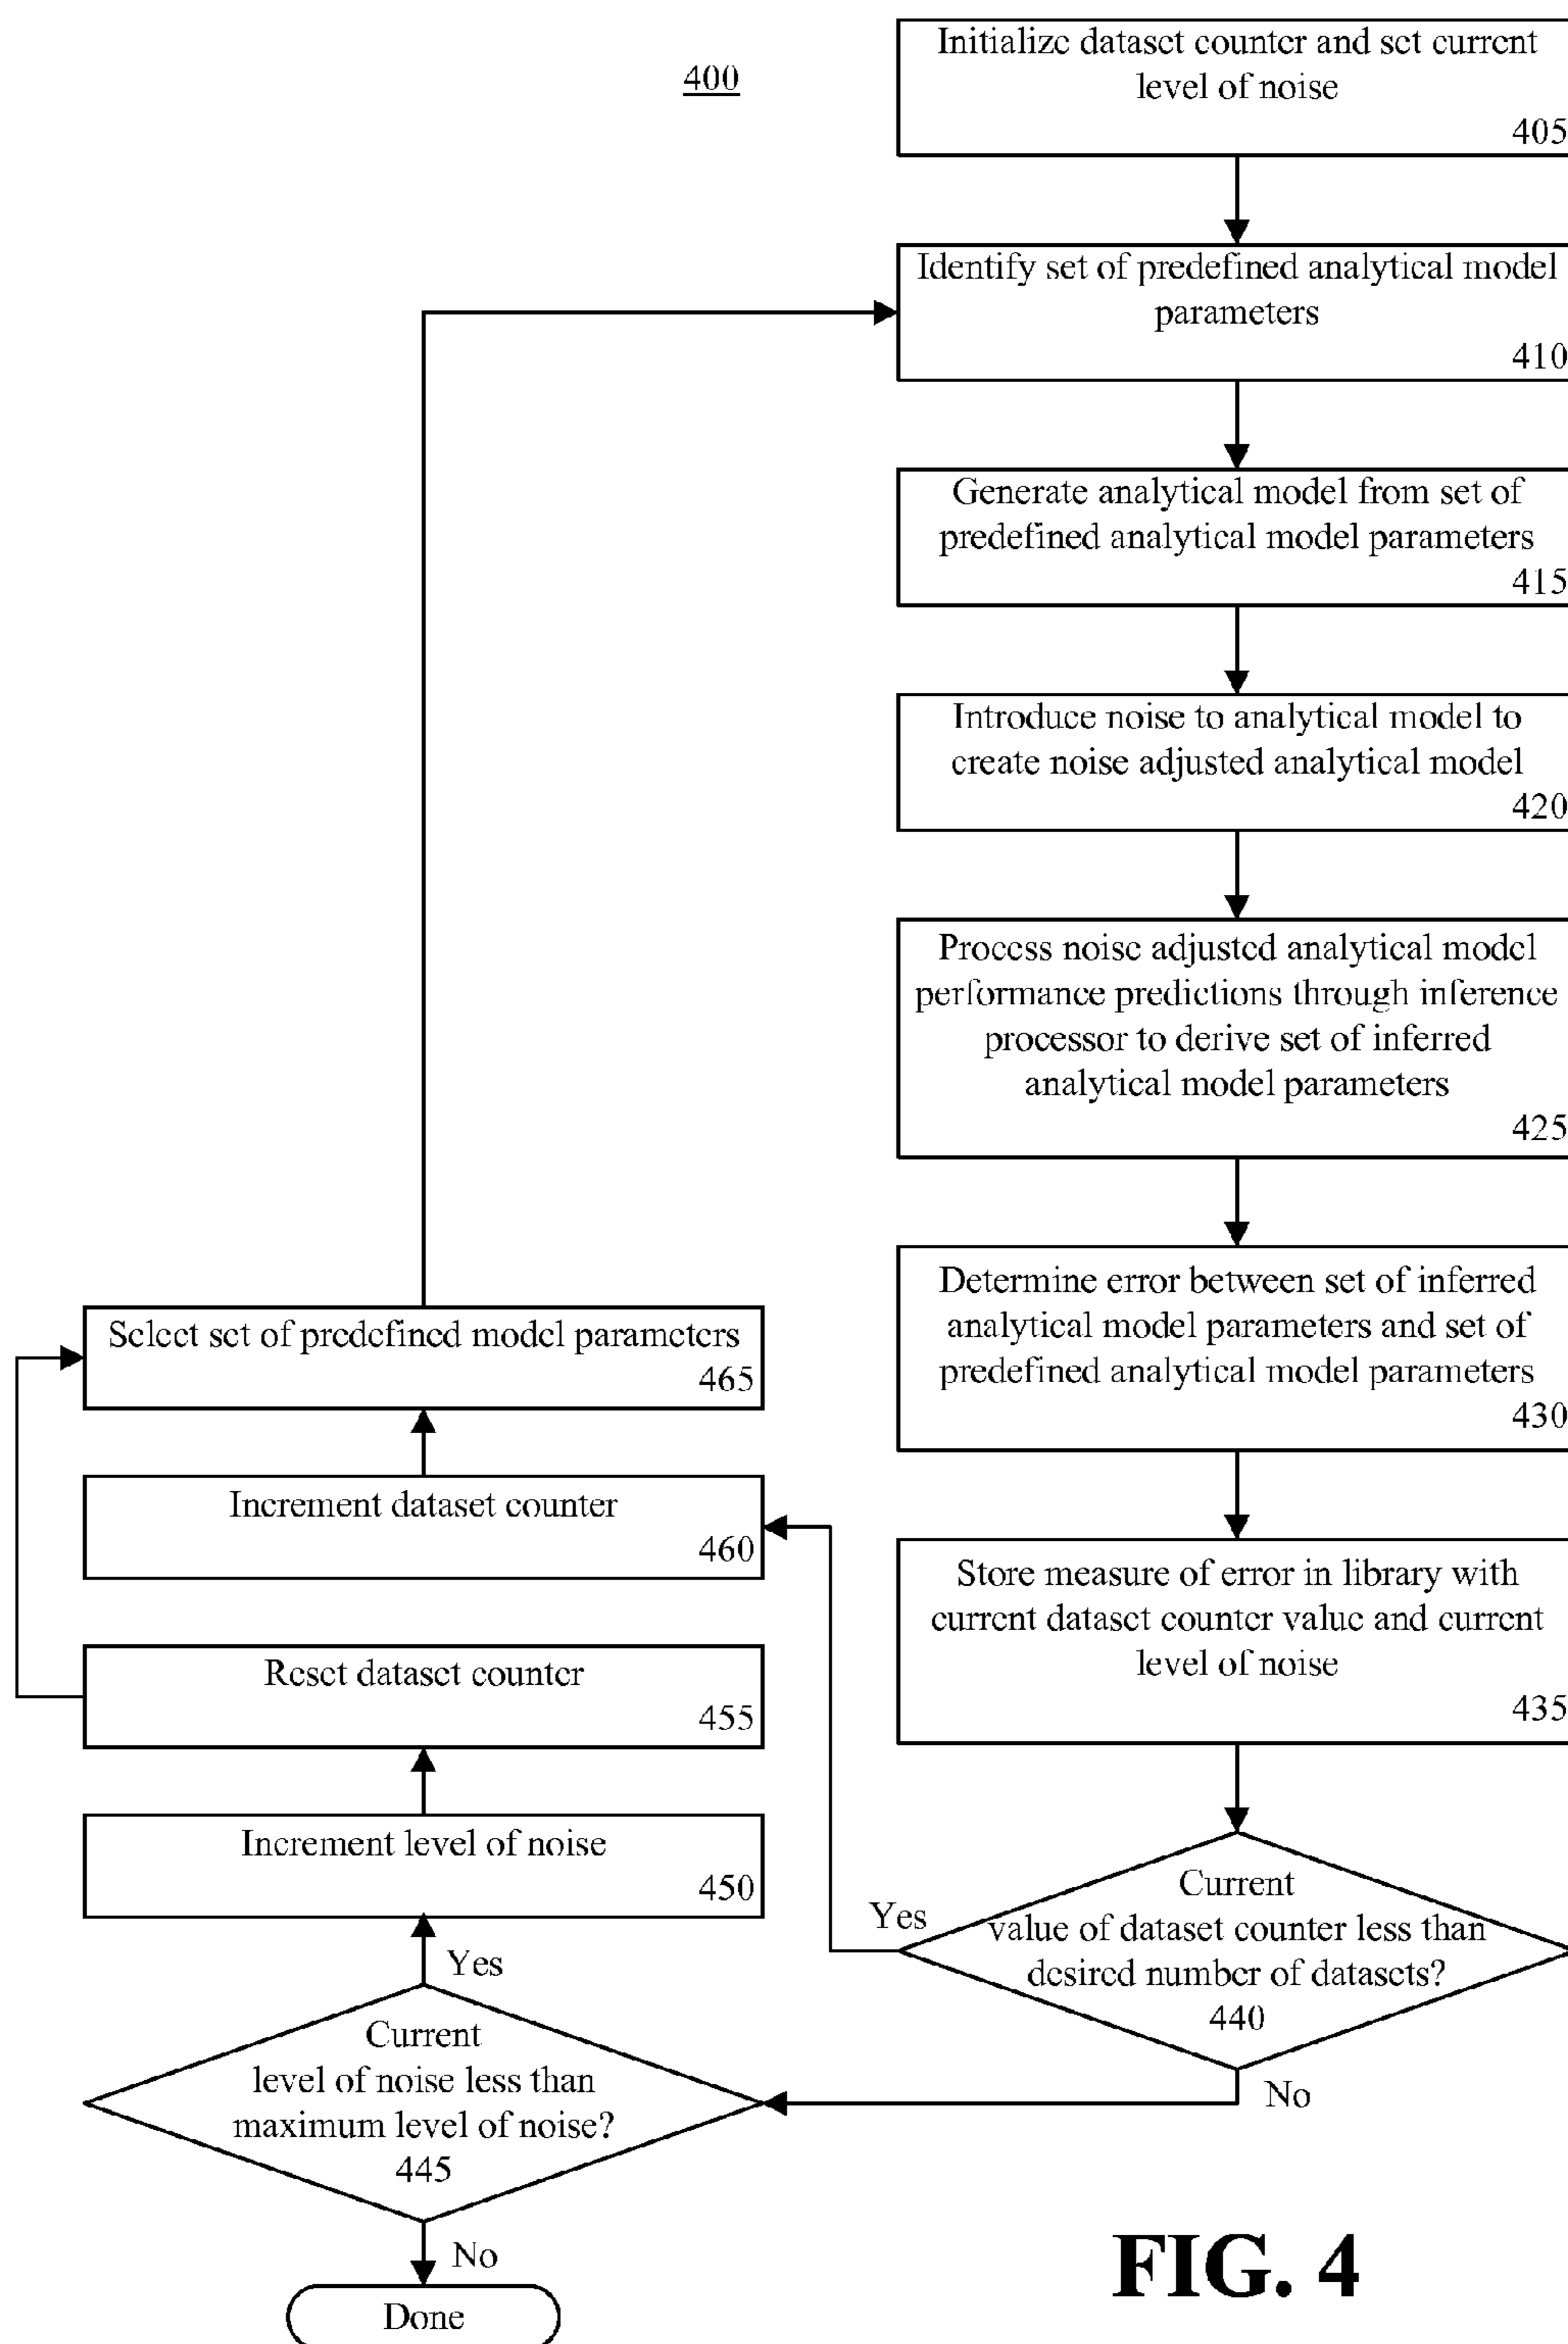 400
Initialize dataset counter and set current
level of noise
405
Identify set of predefined analytical model
parameters
410
Generate analytical model from set of
predefined analytical model parameters
415
Introduce noise to analytical model to
create noise adjusted analytical model
420
Process noise adjusted analytical model
performance predictions through inference
processor to derive set of inferred
analytical model parameters
425
Determine error between set of inferred
analytical model parameters and set of
predefined analytical model parameters
430
Store measure of error in library with
current dataset counter value and current
level of noise
435
Current
value of dataset counter less than
desired number of datasets?
440
Yes
No
Select set of predefined model parameters
465
Increment dataset counter
460
Reset dataset counter
455
Increment level of noise
450
Yes
Current
level of noise less than
maximum level of noise?
445
No
Done
FIG. 4